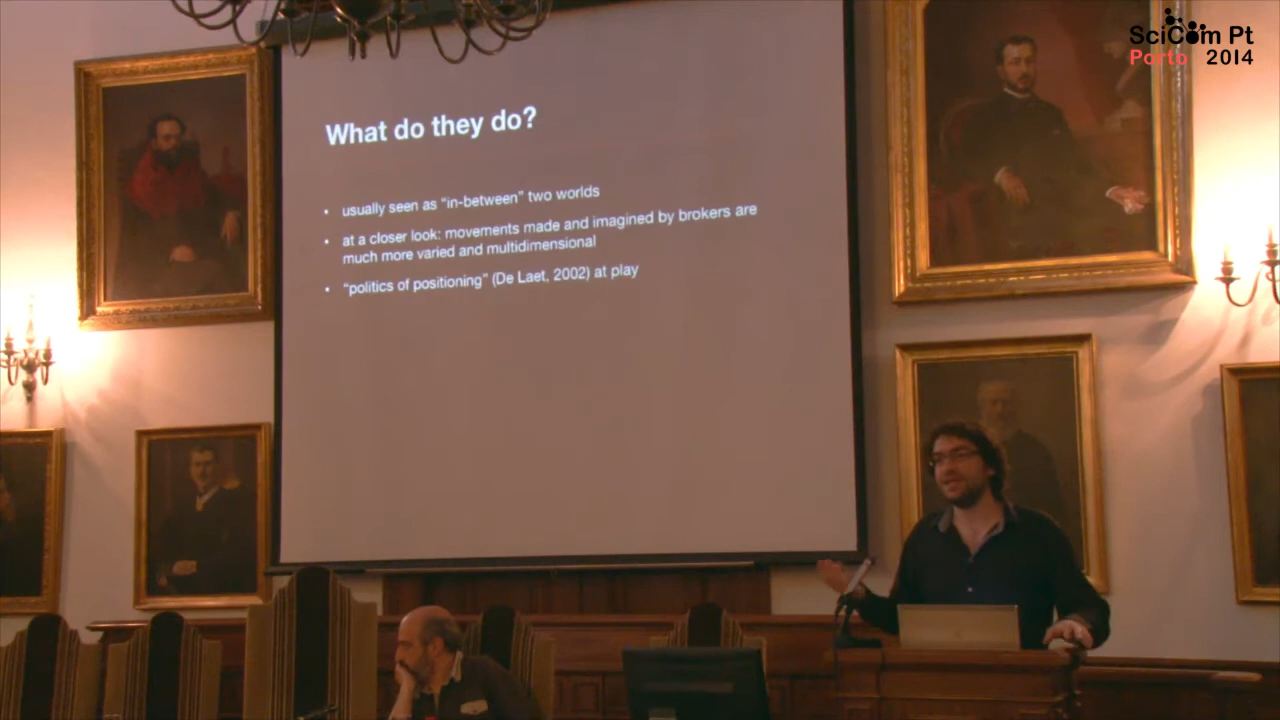 SciCom Pt
Porto 2014
What do they do?
• usually seen as “in-between” two worlds
• at a closer look: movements made and imagined by brokers are
much more varied and multidimensional
• “politics of positioning” (De Laet, 2002) at play